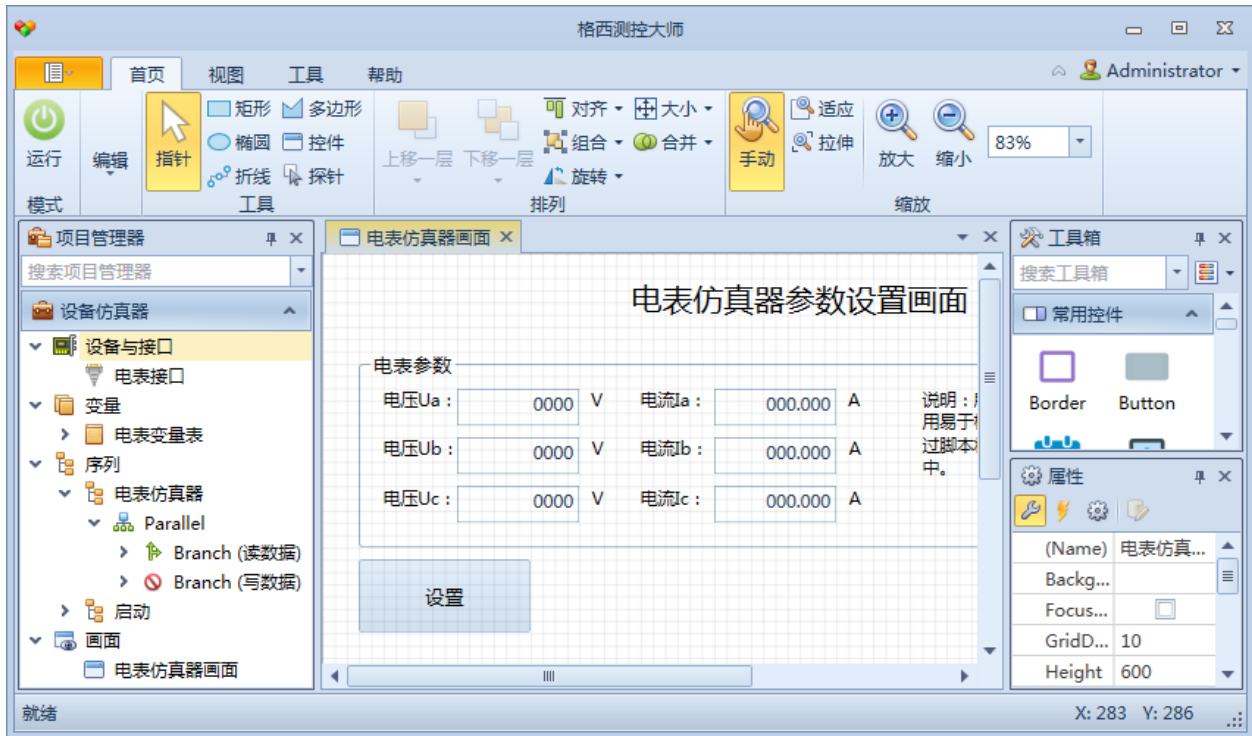 格西测控大师
首页 视图 工具 帮助 Administrator
矩形 多边形 对齐 大小 适应
椭圆 控件 组合 合并 拉伸 83%
运行 编辑 指针 折线 探针 上移一层 下移一层 旋转 手动 放大 缩小
模式 工具 排列 缩放
项目管理器 电表仿真器画面 工具箱
搜索项目管理器 搜索工具箱
设备仿真器 电表仿真器参数设置画面 常用控件
设备与接口
电表接口 电表参数
变量 电压Ua： 0000 V 电流Ia： 000.000 A 说明： Border Button
用易于
电表变量表
序列 电压Ub： 0000 V 电流Ib： 000.000 A 过脚本
中。
属性
电表仿真器 电压Uc： 0000 V 电流Ic： 000.000 A
Parallel
Branch (读数据) (Name) 电表仿真...
Branch (写数据) 设置 Backg...
启动 Focus...
画面 GridD... 10
电表仿真器画面 Height 600
就绪 X: 283 Y: 286